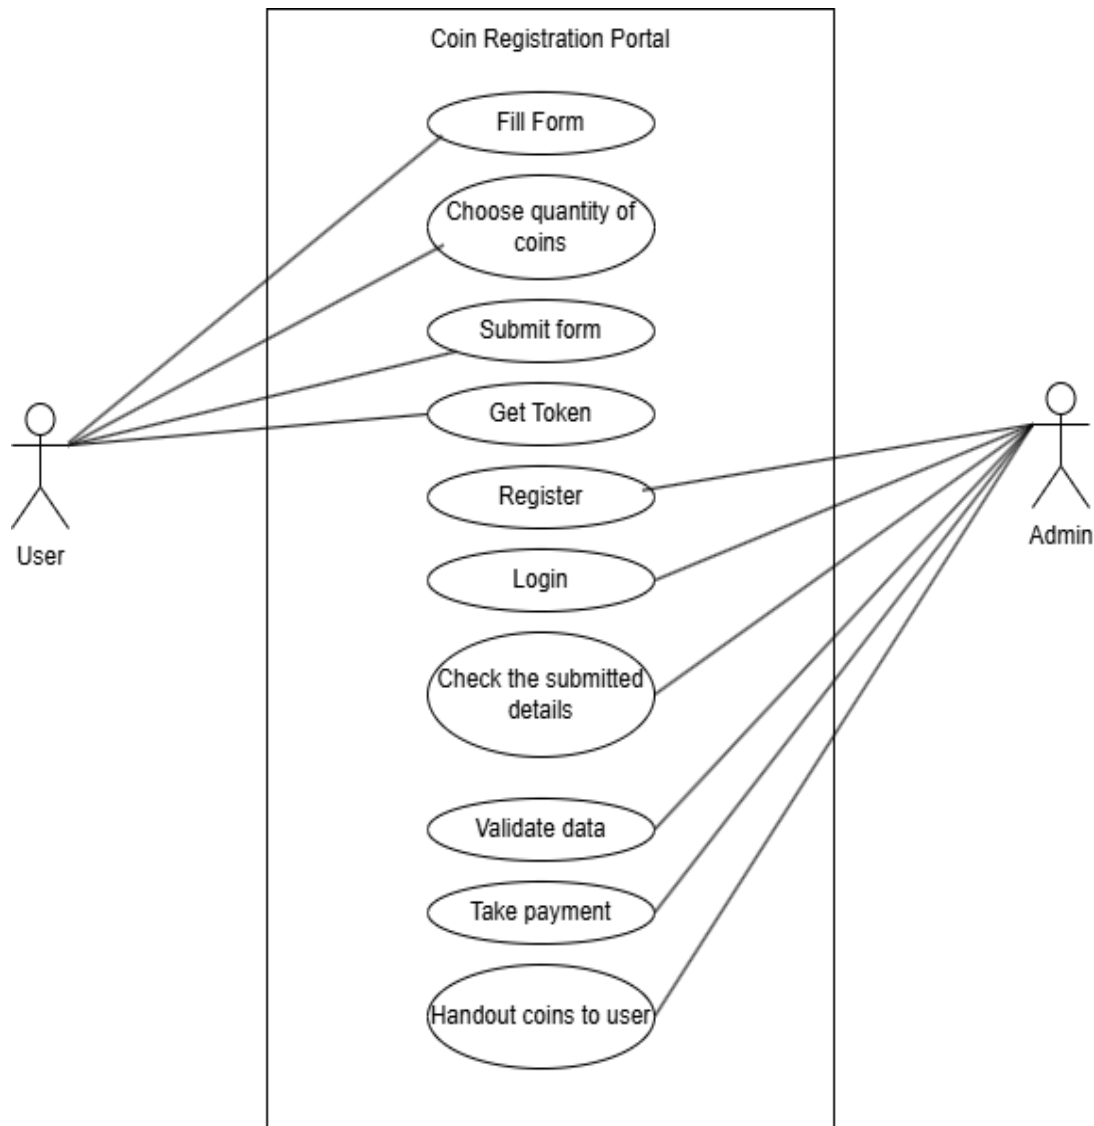 Coin Registration Portal
Fill Form
Choose quantity of
coins
Submit form
Get Token
Register
Login
Check the submitted
details
Validate data
Take payment
Handout coins to user
User
Admin